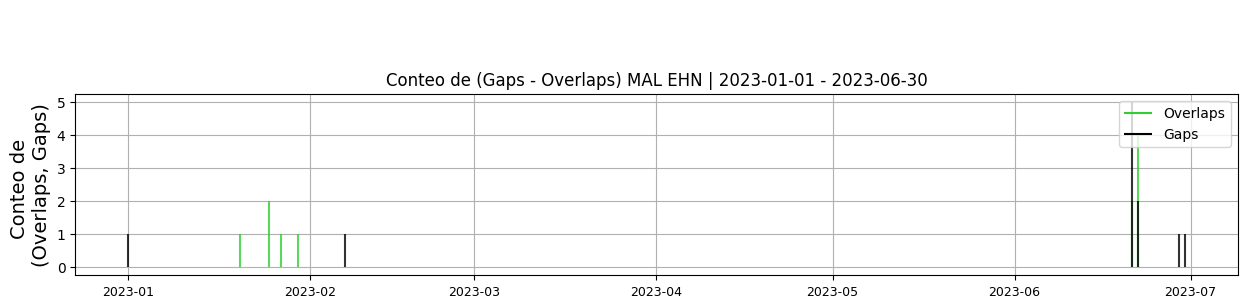 Conteo de (Gaps - Overlaps) MAL EHN | 2023-01-01 - 2023-06-30
Conteo de
(Overlaps, Gaps)
5
4
3
2
1
0
Overlaps
Gaps
2023-01
2023-02
2023-03
2023-04
2023-05
2023-06
2023-07